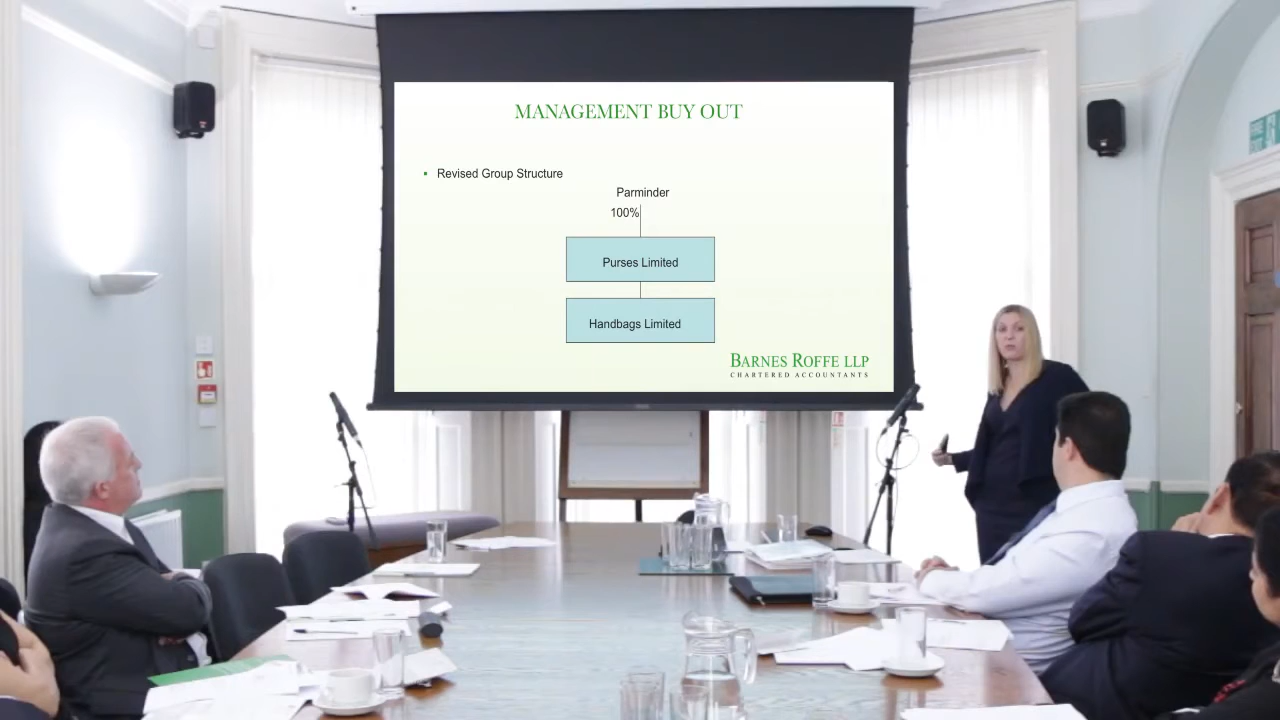 MANAGEMENT BUY OUT
▪ Revised Group Structure
Parminder
100%
Purses Limited
Handbags Limited
BARNES ROFFE LLP
CHARTERED ACCOUNTANTS